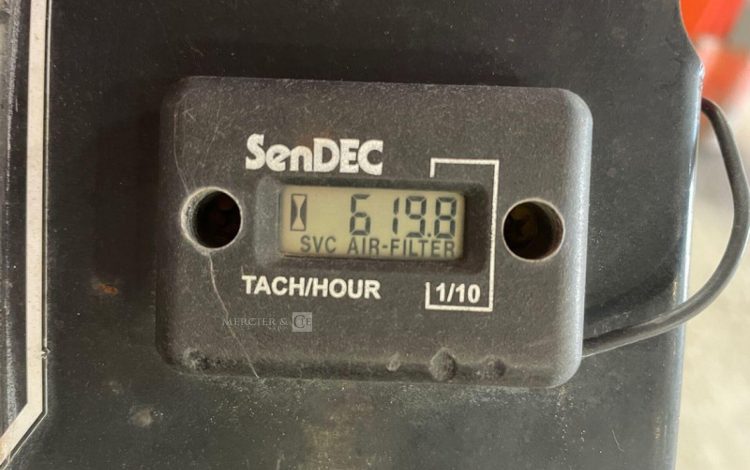 SenDEC
619.8
SVC AIR-FILTER
TACH/HOUR
1/10
MERCIER & CIE